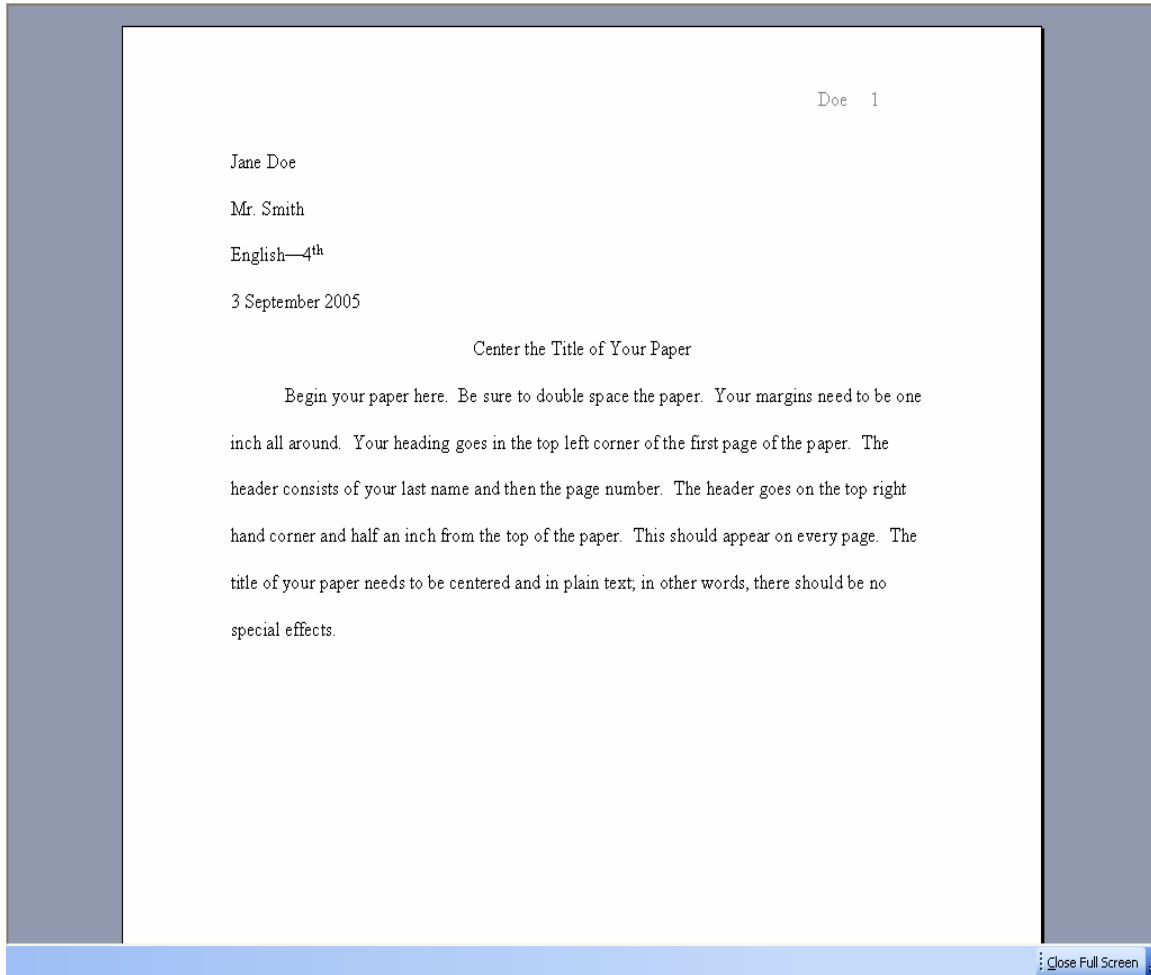 Doe 1
Jane Doe
Mr. Smith
English—4th
3 September 2005
Center the Title of Your Paper
Begin your paper here. Be sure to double space the paper. Your margins need to be one
inch all around. Your heading goes in the top left corner of the first page of the paper. The
header consists of your last name and then the page number. The header goes on the top right
hand corner and half an inch from the top of the paper. This should appear on every page. The
title of your paper needs to be centered and in plain text; in other words, there should be no
special effects.
Close Full Screen